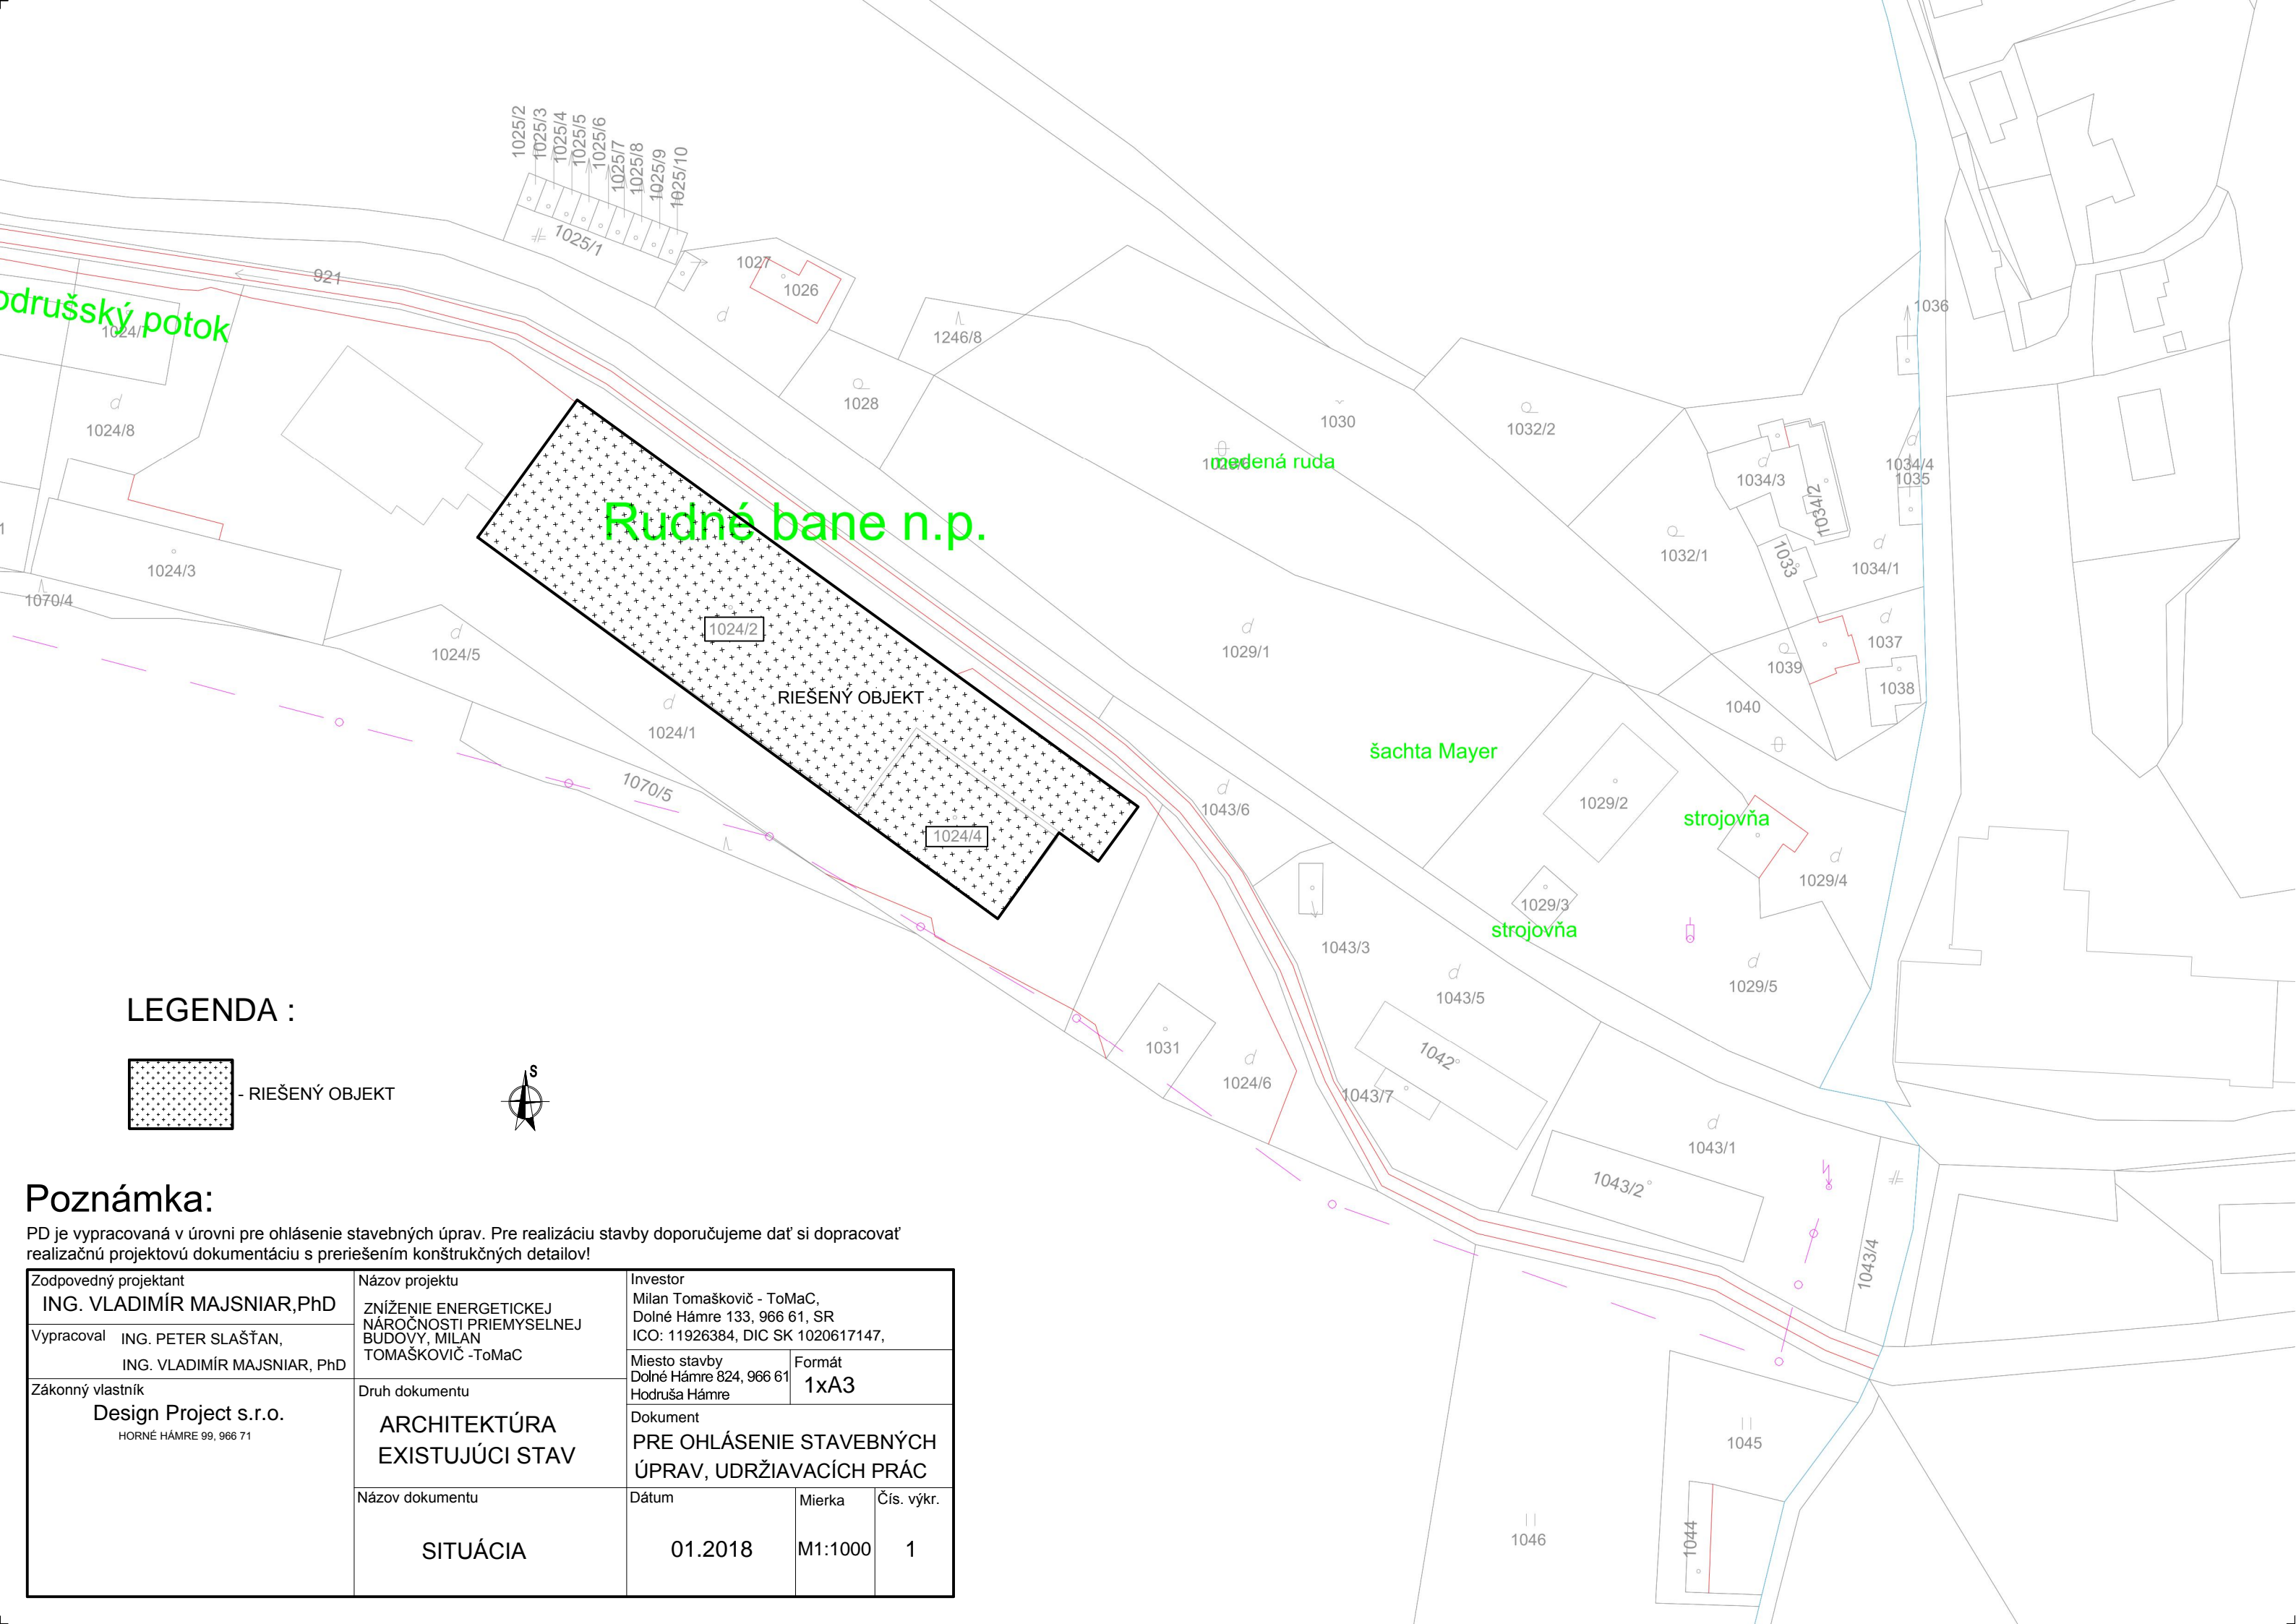 1025/2
1025/3
1025/4
1025/5
1025/6
1025/7
1025/8
1025/9
1025/10
1025/1
921
1027
1026
odrušský potok
1024/8
1246/8
1028
1030
1032/2
1036
medená ruda
1034/3
1034/2
1034/4
1035
Rudné bane n.p.
1032/1
1033
1034/1
1024/3
1070/4
1024/5
1024/2
1029/1
1037
1039
1038
1040
RIEŠENÝ OBJEKT
1024/1
šachta Mayer
1070/5
1043/6
1029/2
strojovňa
1024/4
1029/4
1029/3
strojovňa
1043/3
1043/5
1029/5
LEGENDA :
- RIEŠENÝ OBJEKT
S
1031
1024/6
1042
1043/7
1043/1
1043/2
1043/4
1045
1046
1044
Poznámka:
PD je vypracovaná v úrovni pre ohlásenie stavebných úprav. Pre realizáciu stavby doporučujeme dať si dopracovať
realizačnú projektovú dokumentáciu s preriešením konštrukčných detailov!
Zodpovedný projektant
ING. VLADIMÍR MAJSNIAR,PhD
Vypracoval ING. PETER SLAŠŤAN,
ING. VLADIMÍR MAJSNIAR, PhD
Zákonný vlastník
Design Project s.r.o.
HORNÉ HÁMRE 99, 966 71
Názov projektu
ZNÍŽENIE ENERGETICKEJ
NÁROČNOSTI PRIEMYSELNEJ
BUDOVY, MILAN
TOMAŠKOVIČ -ToMaC
Druh dokumentu
ARCHITEKTÚRA
EXISTUJÚCI STAV
Názov dokumentu
SITUÁCIA
Investor
Milan Tomaškovič - ToMaC,
Dolné Hámre 133, 966 61, SR
ICO: 11926384, DIC SK 1020617147,
Miesto stavby
Dolné Hámre 824, 966 61
Hodruša Hámre
Formát
1xA3
Dokument
PRE OHLÁSENIE STAVEBNÝCH
ÚPRAV, UDRŽIAVACÍCH PRÁC
Dátum
01.2018
Mierka
M1:1000
Čís. výkr.
1